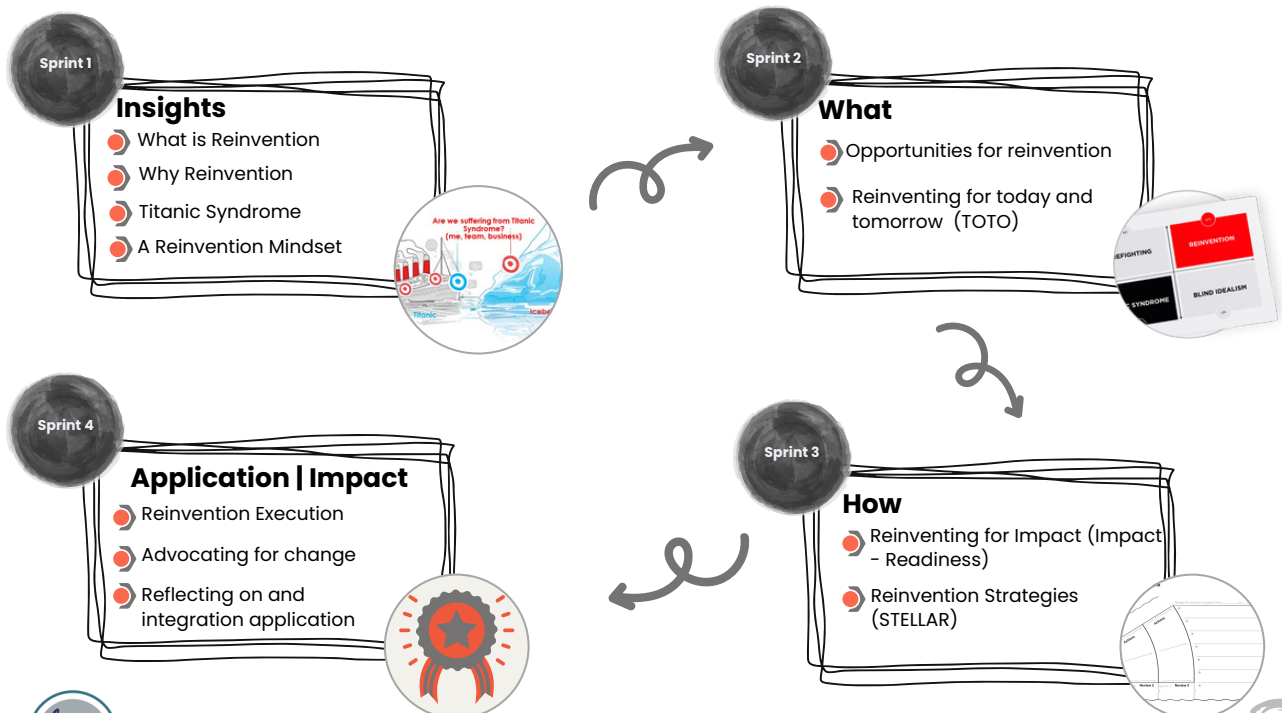 Sprint 1
Insights
What is Reinvention
Why Reinvention
Titanic Syndrome
A Reinvention Mindset
Are we suffering from Titanic
Syndrome?
(me, team, business)
Titanic
Sprint 2
What
Opportunities for reinvention
Reinventing for today and
tomorrow (TOTO)
REINVENTION
SYNDROME
BLIND IDEALISM
Sprint 3
How
Reinventing for Impact (Impact
- Readiness)
Reinvention Strategies
(STELLAR)
Sprint 4
Application | Impact
Reinvention Execution
Advocating for change
Reflecting on and
integration application